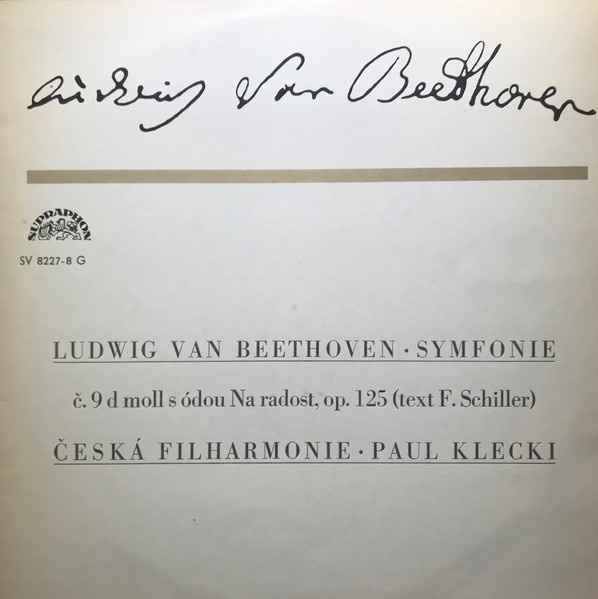 Ludwig Van Beethoven
SUPRAPHON
SV 8227-8 G
LUDWIG VAN BEETHOVEN · SYMFONIE
č. 9 d moll s ódou Na radost, op. 125 (text F. Schiller)
ČESKÁ FILHARMONIE · PAUL KLECKI